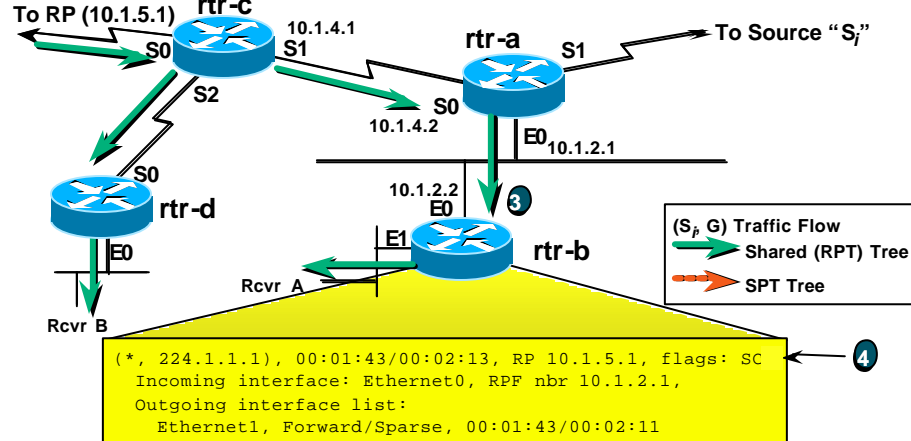 To RP (10.1.5.1)
rtr-c
10.1.4.1
S0
S1
S2
rtr-a
S1
To Source “Si”
S0
10.1.4.2
E0
10.1.2.1
S0
rtr-d
E0
Rcvr B
10.1.2.2
E0
3
E1
rtr-b
Rcvr A
(Si, G) Traffic Flow
Shared (RPT) Tree
SPT Tree
(*, 224.1.1.1), 00:01:43/00:02:13, RP 10.1.5.1, flags: SC
Incoming interface: Ethernet0, RPF nbr 10.1.2.1,
Outgoing interface list:
Ethernet1, Forward/Sparse, 00:01:43/00:02:11
4